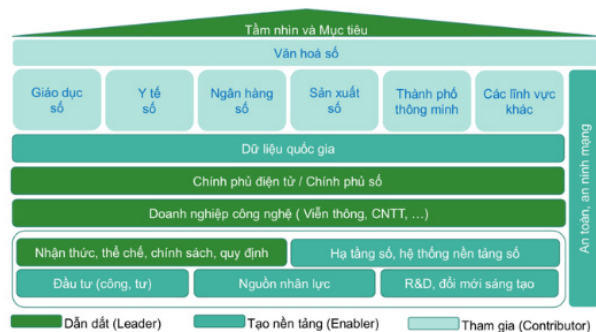 Tầm nhìn và Mục tiêu
Văn hoá số
Giáo dục
số
Y tế
số
Ngân hàng
số
Sản xuất
số
Thành phố
thông minh
Các lĩnh vực
khác
An toàn, an ninh mạng
Dữ liệu quốc gia
Chính phủ điện tử / Chính phủ số
Doanh nghiệp công nghệ ( Viễn thông, CNTT, …)
Nhận thức, thể chế, chính sách, quy định
Hạ tầng số, hệ thống nền tảng số
Đầu tư (công, tư)
Nguồn nhân lực
R&D, đổi mới sáng tạo
Dẫn dắt (Leader)
Tạo nền tảng (Enabler)
Tham gia (Contributor)